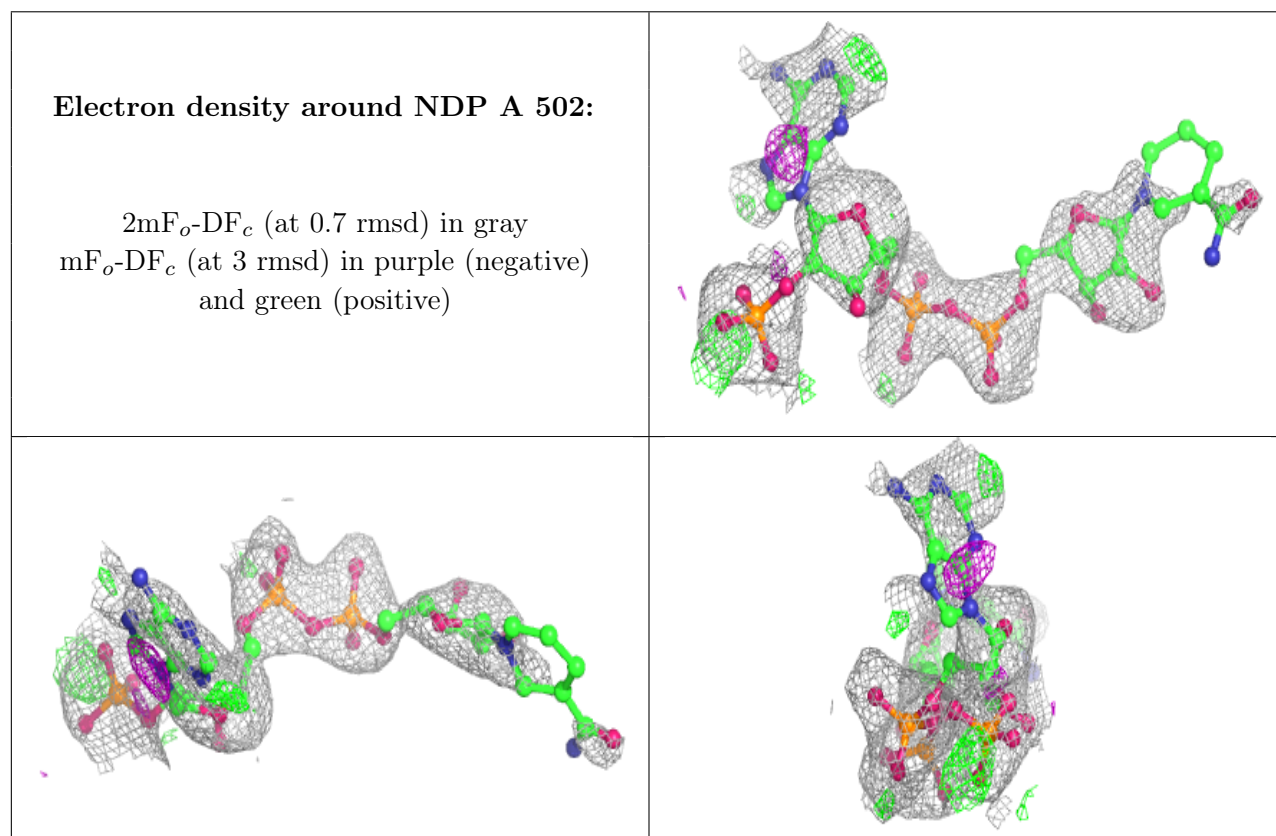 Electron density around NDP A 502:
2mFₒ-DF𝒸 (at 0.7 rmsd) in gray
mFₒ-DF𝒸 (at 3 rmsd) in purple (negative)
and green (positive)